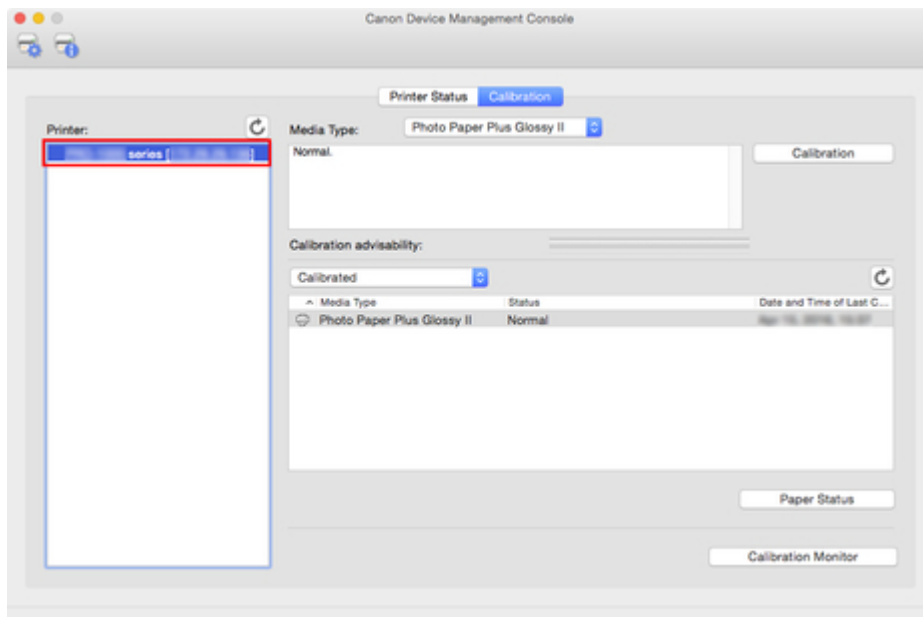 Canon Device Management Console
Printer Status Calibration
Printer:
series [ ]
Media Type: Photo Paper Plus Glossy II
Normal.
Calibration
Calibration advisability:
Calibrated
Media Type Status Date and Time of Last C...
Photo Paper Plus Glossy II Normal
Paper Status
Calibration Monitor